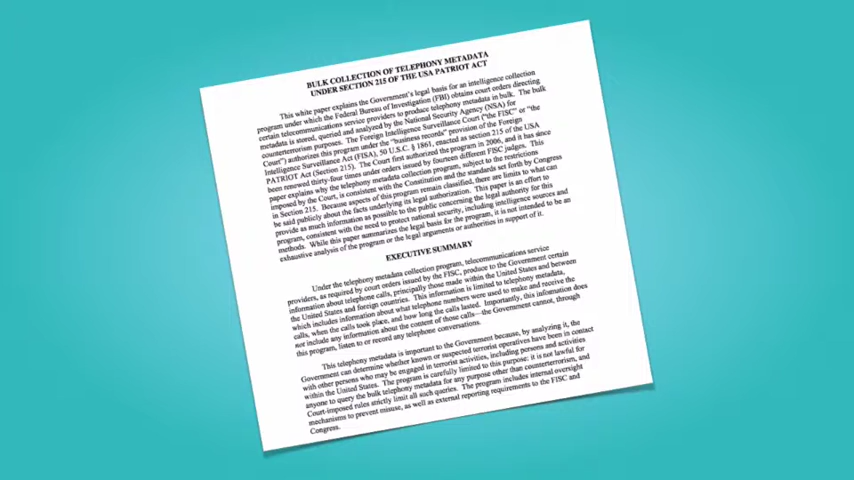 BULK COLLECTION OF TELEPHONY METADATA
UNDER SECTION 215 OF THE USA PATRIOT ACT
This white paper explains the Government's legal basis for an intelligence collection
program under which the Federal Bureau of Investigation (FBI) obtains court orders directing
certain telecommunications service providers to produce telephony metadata in bulk. The bulk
metadata is stored, queried and analyzed by the National Security Agency (NSA) for
counterterrorism purposes. The Foreign Intelligence Surveillance Court ("the FISC" or "the
Court") authorizes this program under the "business records" provision of the Foreign
Intelligence Surveillance Act (FISA), 50 U.S.C. § 1861, enacted as section 215 of the USA
PATRIOT Act (Section 215). The Court first authorized the program in 2006, and it has since
been renewed thirty-four times under orders issued by fourteen different FISC judges. This
paper explains why the telephony metadata collection program, subject to the restrictions
imposed by the Court, is consistent with the Constitution and the standards set forth by Congress
in Section 215. Because aspects of this program remain classified, there are limits to what can
be said publicly about the facts underlying its legal authorization. This paper is an effort to
provide as much information as possible to the public concerning the legal authority for this
program, consistent with the need to protect national security, including intelligence sources and
methods. While this paper summarizes the legal basis for the program, it is not intended to be an
exhaustive analysis of the program or the legal arguments or authorities in support of it.
EXECUTIVE SUMMARY
Under the telephony metadata collection program, telecommunications service
providers, as required by court orders issued by the FISC, produce to the Government certain
information about telephone calls, principally those made within the United States and between
the United States and foreign countries. This information is limited to telephony metadata,
which includes information about what telephone numbers were used to make and receive the
calls, when the calls took place, and how long the calls lasted. Importantly, this information does
not include any information about the content of those calls—the Government cannot, through
this program, listen to or record any telephone conversations.
This telephony metadata is important to the Government because, by analyzing it, the
Government can determine whether known or suspected terrorist operatives have been in contact
with other persons who may be engaged in terrorist activities, including persons and activities
within the United States. The program is carefully limited to this purpose: it is not lawful for
anyone to query the bulk telephony metadata for any purpose other than counterterrorism, and
Court-imposed rules strictly limit all such queries. The program includes internal oversight
mechanisms to prevent misuse, as well as external reporting requirements to the FISC and
Congress.